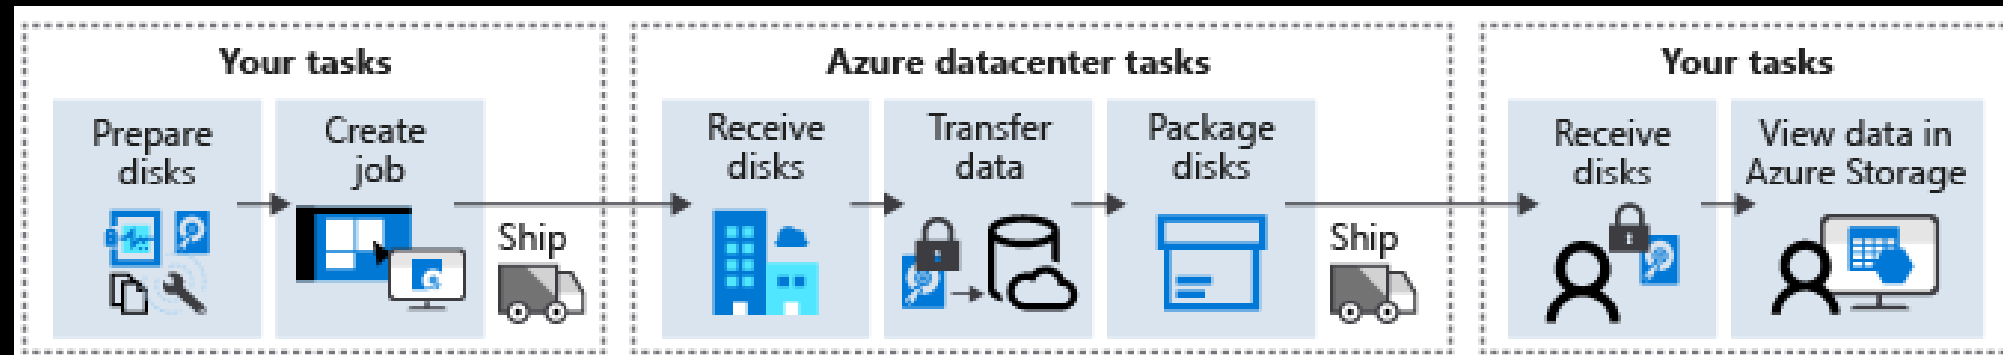 Your tasks
Prepare
disks
Create
job
Ship
Azure datacenter tasks
Receive
disks
Transfer
data
Package
disks
Ship
Your tasks
Receive
disks
View data in
Azure Storage